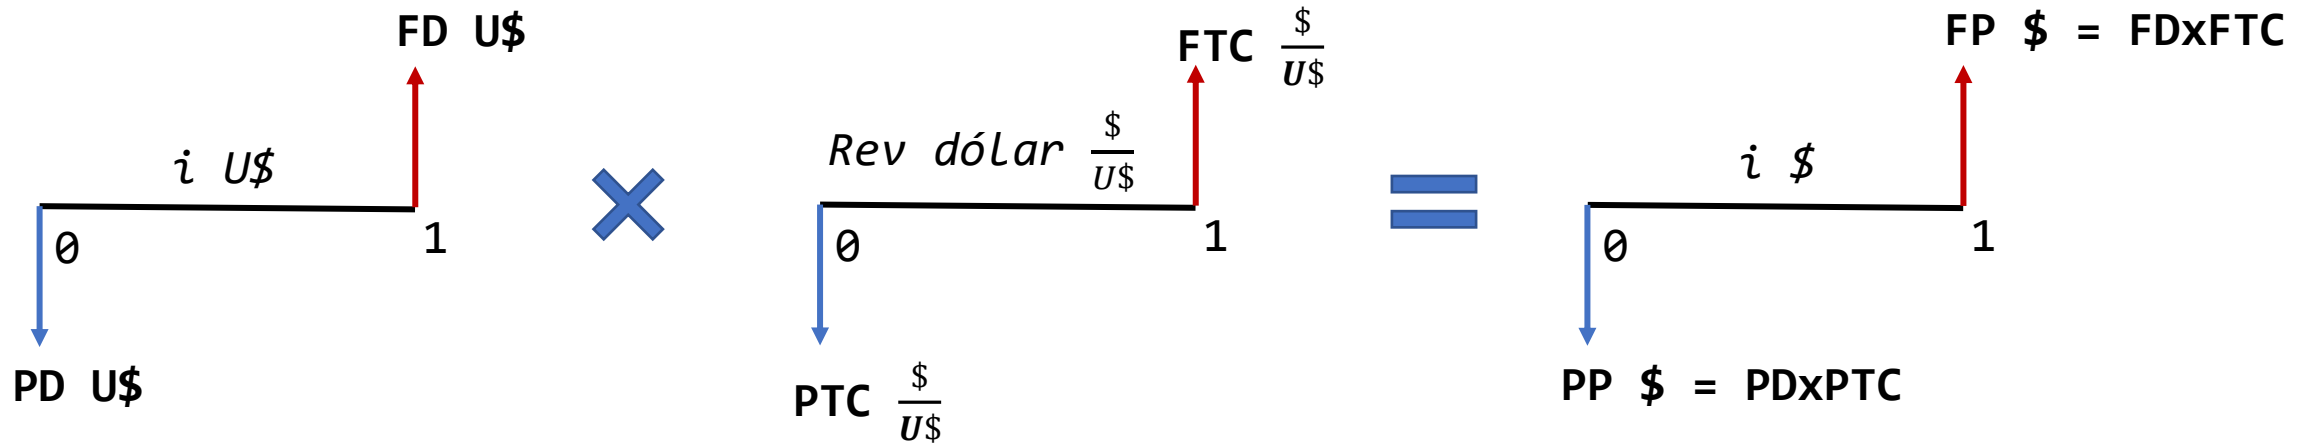 FD U$
i U$
0
1
PD U$
FTC $/U$
Rev dólar $/U$
0
1
PTC $/U$
FP $ = FDxFTC
i $
0
1
PP $ = PDxPTC